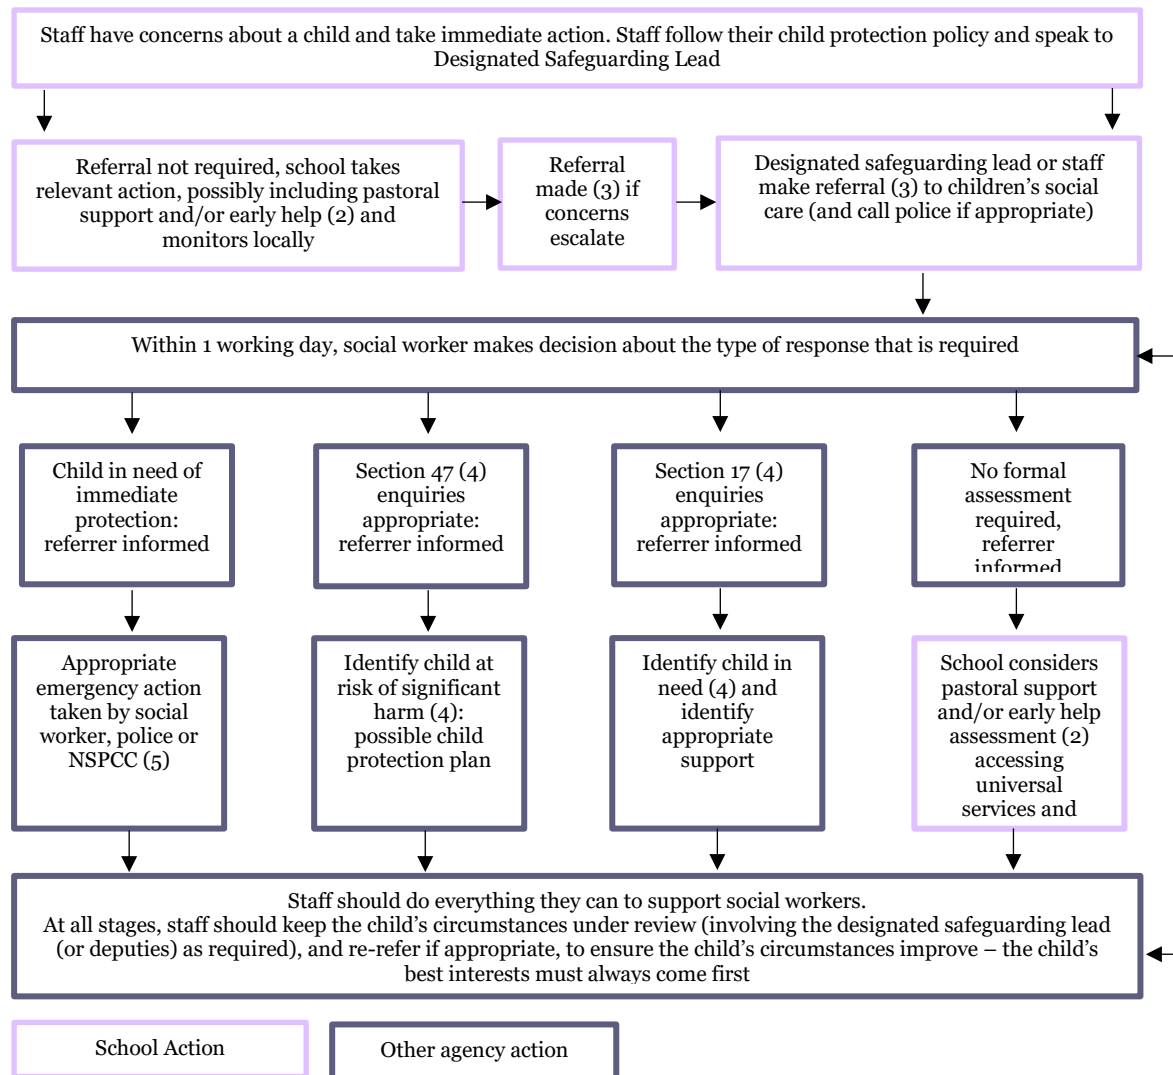 Staff have concerns about a child and take immediate action. Staff follow their child protection policy and speak to
Designated Safeguarding Lead
Referral not required, school takes
relevant action, possibly including pastoral
support and/or early help (2) and
monitors locally
Referral
made (3) if
concerns
escalate
Designated safeguarding lead or staff
make referral (3) to children’s social
care (and call police if appropriate)
Within 1 working day, social worker makes decision about the type of response that is required
Child in need of
immediate
protection:
referrer informed
Section 47 (4)
enquiries
appropriate:
referrer informed
Section 17 (4)
enquiries
appropriate:
referrer informed
No formal
assessment
required,
referrer
informed
Appropriate
emergency action
taken by social
worker, police or
NSPCC (5)
Identify child at
risk of significant
harm (4):
possible child
protection plan
Identify child in
need (4) and
identify
appropriate
support
School considers
pastoral support
and/or early help
assessment (2)
accessing
universal
services and
Staff should do everything they can to support social workers.
At all stages, staff should keep the child’s circumstances under review (involving the designated safeguarding lead
(or deputies) as required), and re-refer if appropriate, to ensure the child’s circumstances improve – the child’s
best interests must always come first
School Action
Other agency action